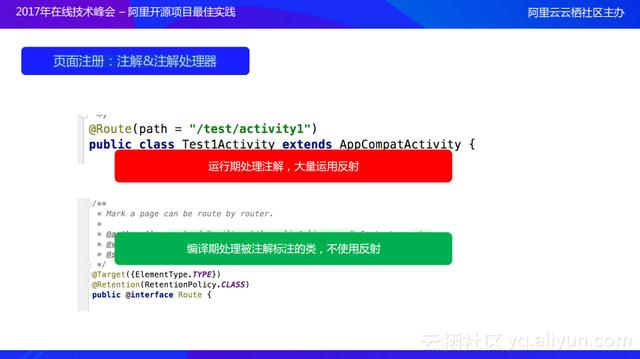 2017年在线技术峰会 – 阿里开源项目最佳实践
阿里云云栖社区主办
页面注册：注解&注解处理器
*/
@Route(path = "/test/activity1")
public class Test1Activity extends AppCompatActivity {
运行期处理注解，大量运用反射
/**
* Mark a page can be route by router.
*
编译期处理被注解标注的类，不使用反射
*/
@Target({ElementType.TYPE})
@Retention(RetentionPolicy.CLASS)
public @interface Route {
云栖社区 yq.aliyun.com